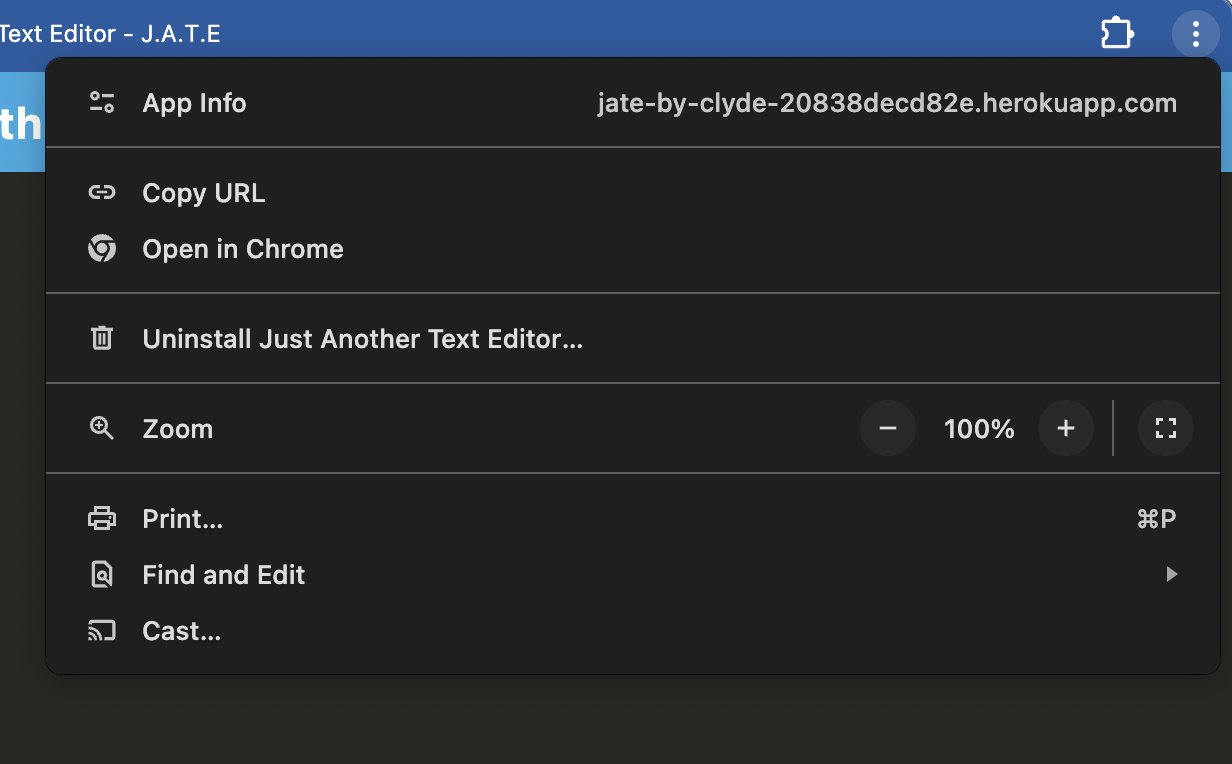 Text Editor - J.A.T.E
th
App Info jate-by-clyde-20838decd82e.herokuapp.com
Copy URL
Open in Chrome
Uninstall Just Another Text Editor...
Zoom − 100% +
Print... ⌘P
Find and Edit
Cast...